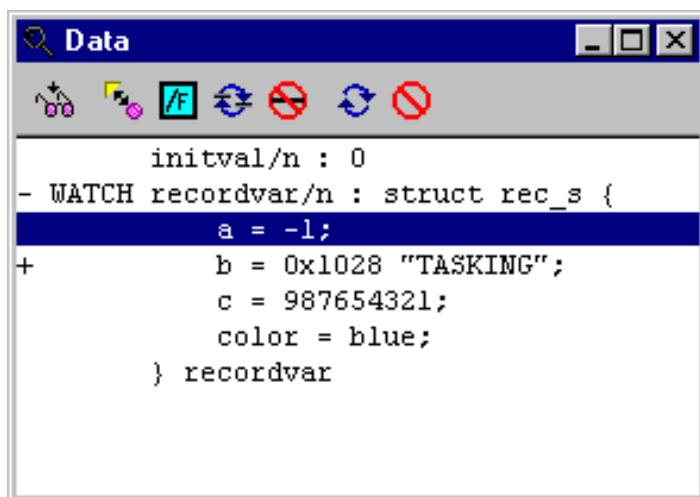 Data
/F
initval/n : 0
- WATCH recordvar/n : struct rec_s {
a = -1;
+ b = 0x1028 "TASKING";
c = 987654321;
color = blue;
} recordvar